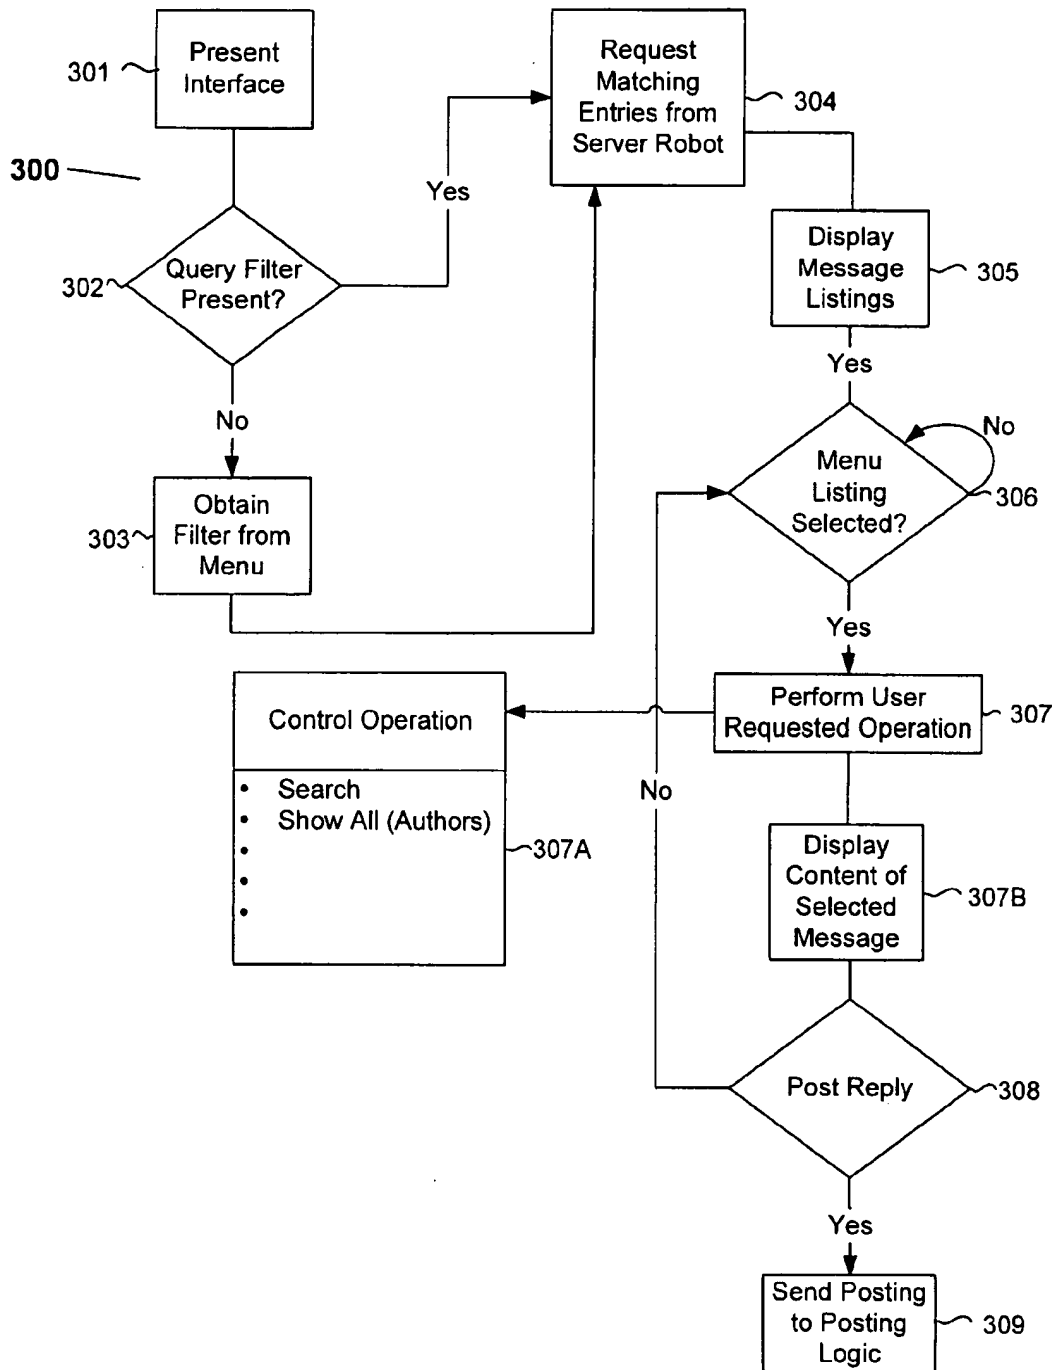 Present
Interface
301
300
Query Filter
Present?
302
Yes
No
Obtain
Filter from
Menu
303
Request
Matching
Entries from
Server Robot
304
Display
Message
Listings
305
Yes
Menu
Listing
Selected?
306
No
Yes
Perform User
Requested Operation
307
Control Operation
• Search
• Show All (Authors)
•
•
•
307A
No
Display
Content of
Selected
Message
307B
Post Reply
308
Yes
Send Posting
to Posting
Logic
309